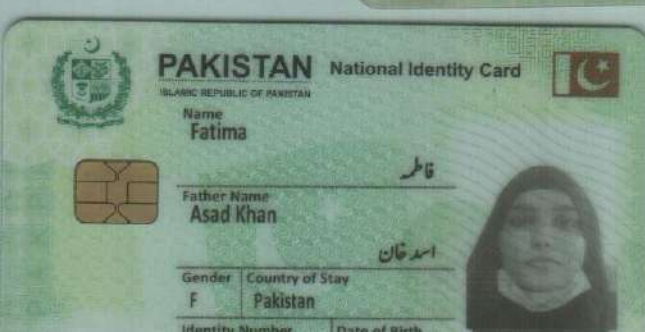 PAKISTAN National Identity Card
ISLAMIC REPUBLIC OF PAKISTAN
Name
Fatima
فاطمہ
Father Name
Asad Khan
اسد خان
Gender Country of Stay
F Pakistan
Identity Number Date of Birth